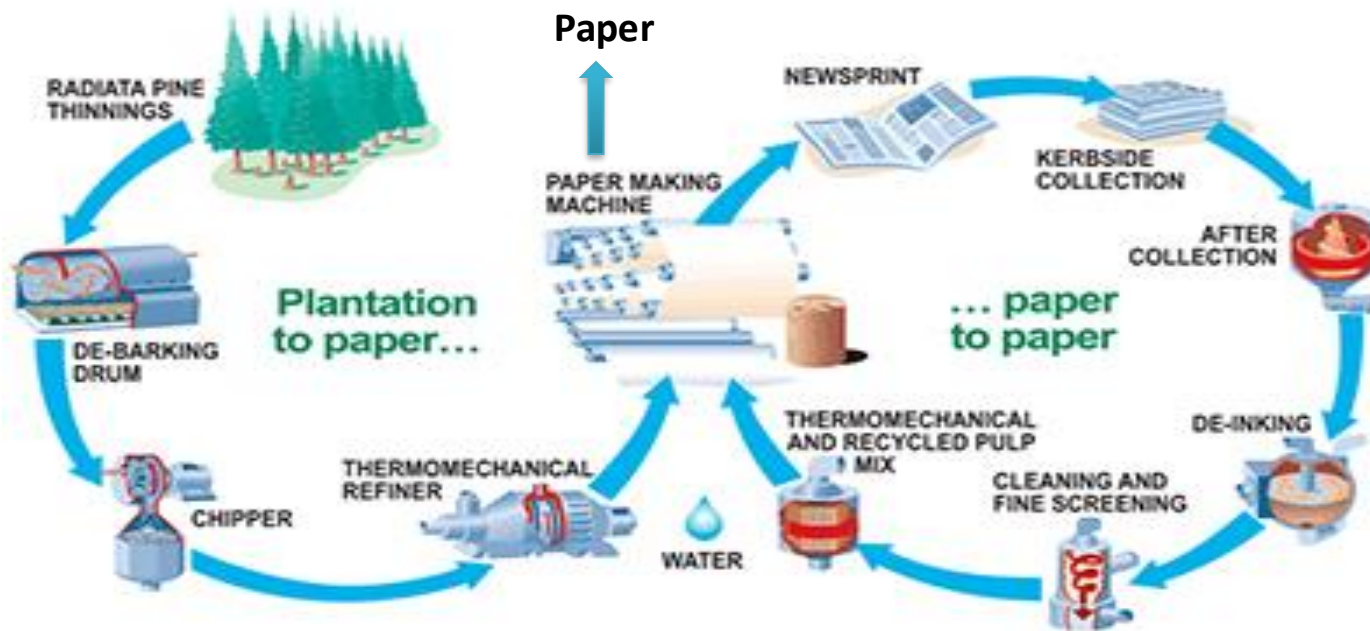 Paper
RADIATA PINE
THINNINGS
NEWSPRINT
KERBSIDE
COLLECTION
PAPER MAKING
MACHINE
AFTER
COLLECTION
Plantation
to paper...
... paper
to paper
DE-BARKING
DRUM
THERMOMECHANICAL
AND RECYCLED PULP
MIX
DE-INKING
THERMOMECHANICAL
REFINER
CLEANING AND
FINE SCREENING
CHIPPER
WATER